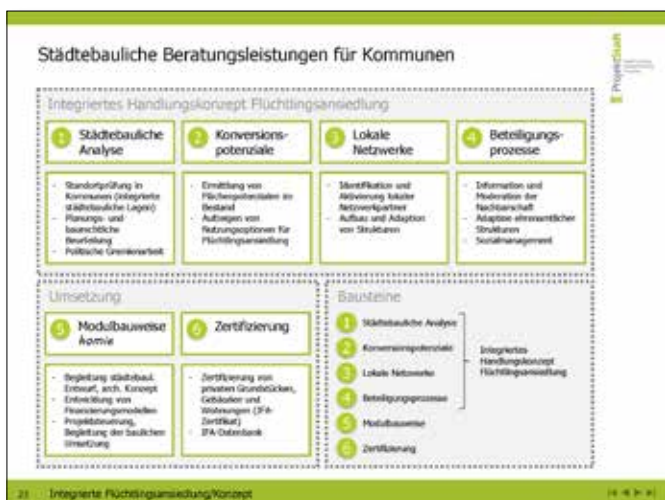 Städtebauliche Beratungsleistungen für Kommunen
ProjektStadt
Integriertes Handlungskonzept Flüchtlingsansiedlung
1 Städtebauliche
Analyse
- Standortprüfung in
Kommunen (integrierte
städtebauliche Lagen)
- Planungs- und
baurechtliche
Beurteilung
- Politische Gremienarbeit
2 Konversions-
potenziale
- Ermittlung von
Flächenpotenzialen im
Bestand
- Aufzeigen von
Nutzungsoptionen für
Flüchtlingsansiedlung
3 Lokale
Netzwerke
- Identifikation und
Aktivierung lokaler
Netzwerkpartner
- Aufbau und Adaption
von Strukturen
4 Beteiligungs-
prozesse
- Information und
Moderation der
Nachbarschaft
- Adaption ehrenamtlicher
Strukturen
- Sozialmanagement
Umsetzung
5 Modulbauweise
homie
- Begleitung städtebaul.
Entwurf, arch. Konzept
- Entwicklung von
Finanzierungsmodellen
- Projektsteuerung,
Begleitung der baulichen
Umsetzung
6 Zertifizierung
- Zertifizierung von
privaten Grundstücken,
Gebäuden und
Wohnungen (IFA-
Zertifikat)
- IFA-Datenbank
Bausteine
1 Städtebauliche Analyse
2 Konversionspotenziale
3 Lokale Netzwerke
4 Beteiligungsprozesse
5 Modulbauweise
6 Zertifizierung
Integriertes
Handlungskonzept
Flüchtlingsansiedlung
Integrierte Flüchtlingsansiedlung/Konzept